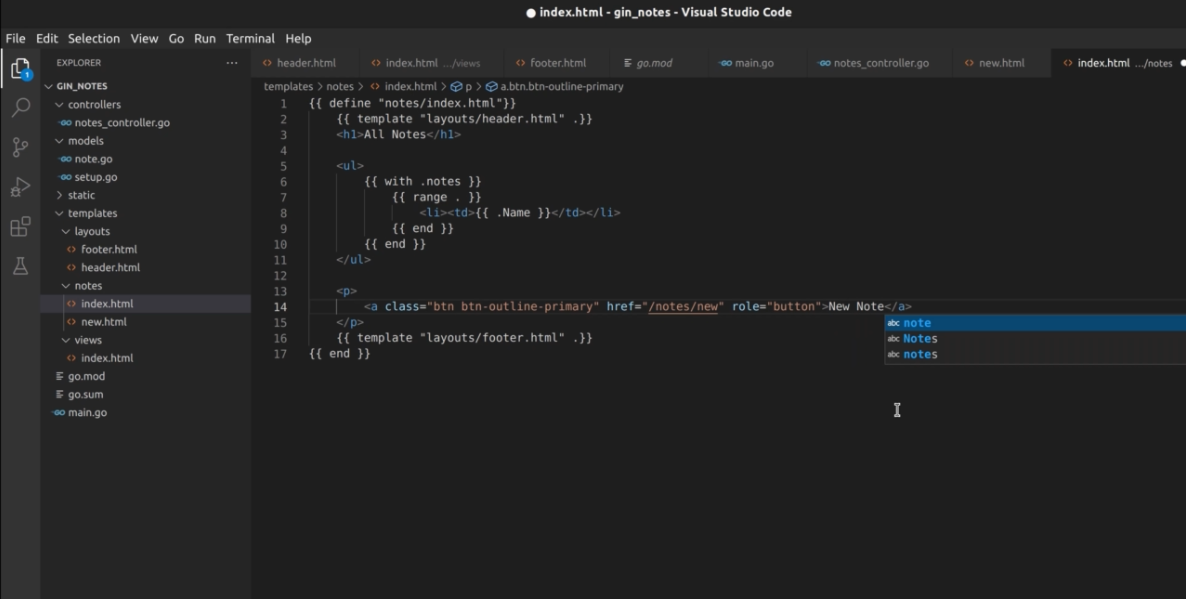 index.html - gin_notes - Visual Studio Code
File Edit Selection View Go Run Terminal Help
EXPLORER ...
header.html index.html .../views footer.html go.mod main.go notes_controller.go new.html index.html .../notes
1
GIN_NOTES
controllers
notes_controller.go
models
note.go
setup.go
static
templates
layouts
footer.html
header.html
notes
index.html
new.html
views
index.html
go.mod
go.sum
main.go
templates > notes > index.html > p > a.btn.btn-outline-primary
1 {{ define "notes/index.html"}}
2 {{ template "layouts/header.html" .}}
3 <h1>All Notes</h1>
4
5 <ul>
6 {{ with .notes }}
7 {{ range . }}
8 <li><td>{{ .Name }}</td></li>
9 {{ end }}
10 {{ end }}
11 </ul>
12
13 <p>
14 <a class="btn btn-outline-primary" href="/notes/new" role="button">New Note</a>
15 </p>
16 {{ template "layouts/footer.html" .}}
17 {{ end }}
abc note
abc Notes
abc notes